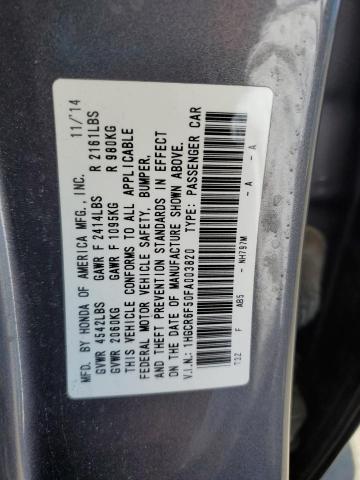 MFD. BY HONDA OF AMERICA MFG.,INC. 11/14
GVWR 4542LBS GAWR F 2414LBS R 2161LBS
GVWR 2060KG GAWR F 1095KG R 980KG
THIS VEHICLE CONFORMS TO ALL APPLICABLE
FEDERAL MOTOR VEHICLE SAFETY, BUMPER,
AND THEFT PREVENTION STANDARDS IN EFFECT
ON THE DATE OF MANUFACTURE SHOWN ABOVE.
V.I.N.: 1HGCR6F50FA003820 TYPE: PASSENGER CAR
T32 F AB5 - NH797M - A - A